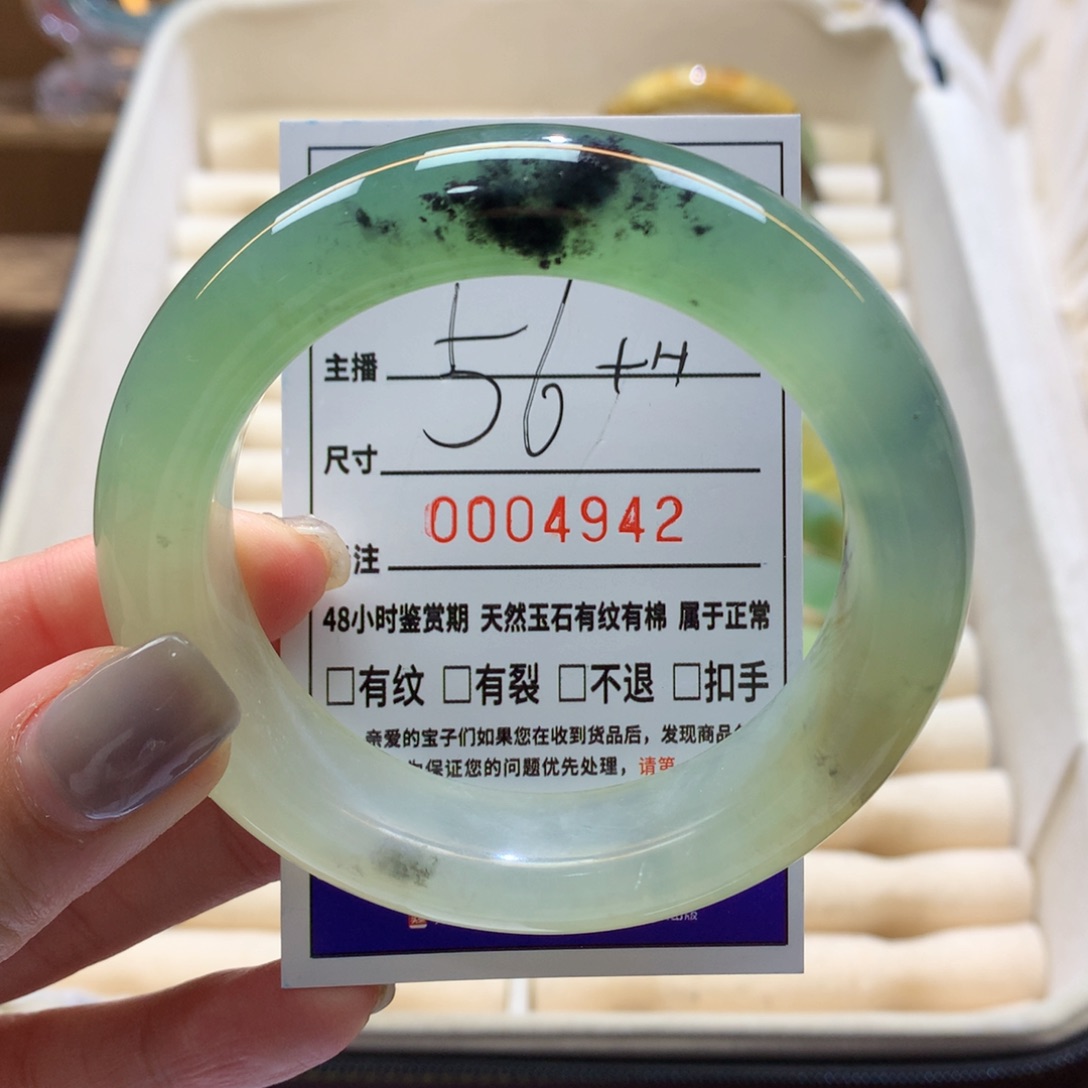 56 ++
主播
尺寸
注 0004942
48小时鉴赏期 天然玉石有纹有棉 属于正常
□有纹 □有裂 □不退 □扣手
亲爱的宝子们如果您在收到货品后，发现商品
为保证您的问题优先处理，请第